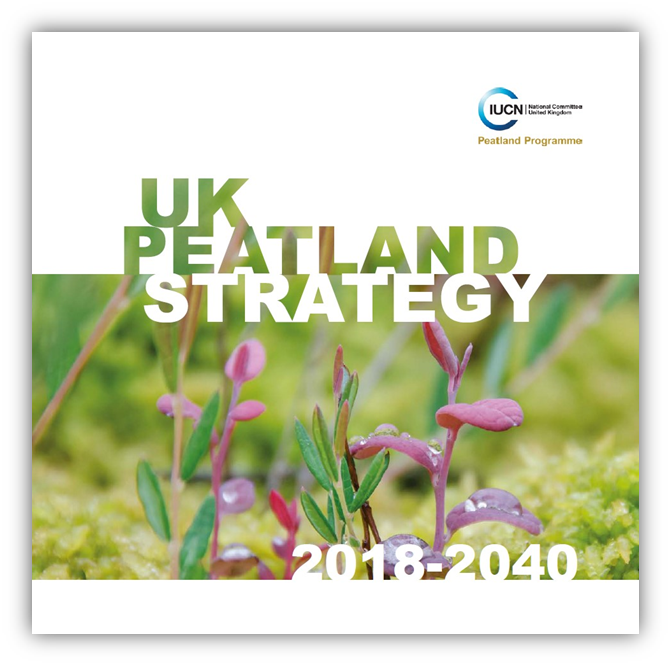 IUCN
National Committee
United Kingdom
Peatland Programme
UK
PEATLAND
STRATEGY
2018-2040